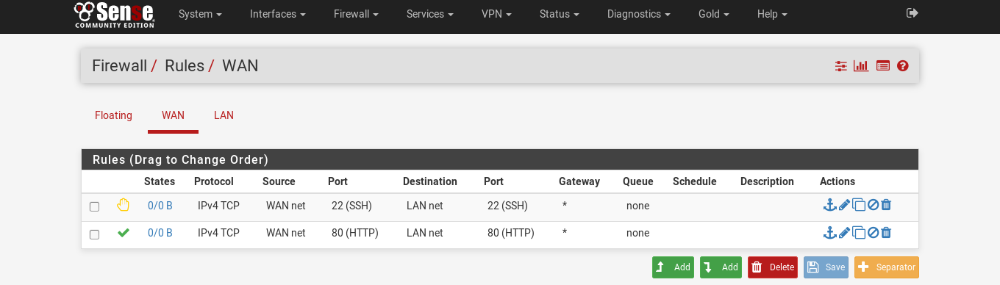 Sense
COMMUNITY EDITION
System Interfaces Firewall Services VPN Status Diagnostics Gold Help
Firewall / Rules / WAN
Floating WAN LAN
Rules (Drag to Change Order)
States Protocol Source Port Destination Port Gateway Queue Schedule Description Actions
0/0 B IPv4 TCP WAN net 22 (SSH) LAN net 22 (SSH) * none
0/0 B IPv4 TCP WAN net 80 (HTTP) LAN net 80 (HTTP) * none
Add Add Delete Save Separator